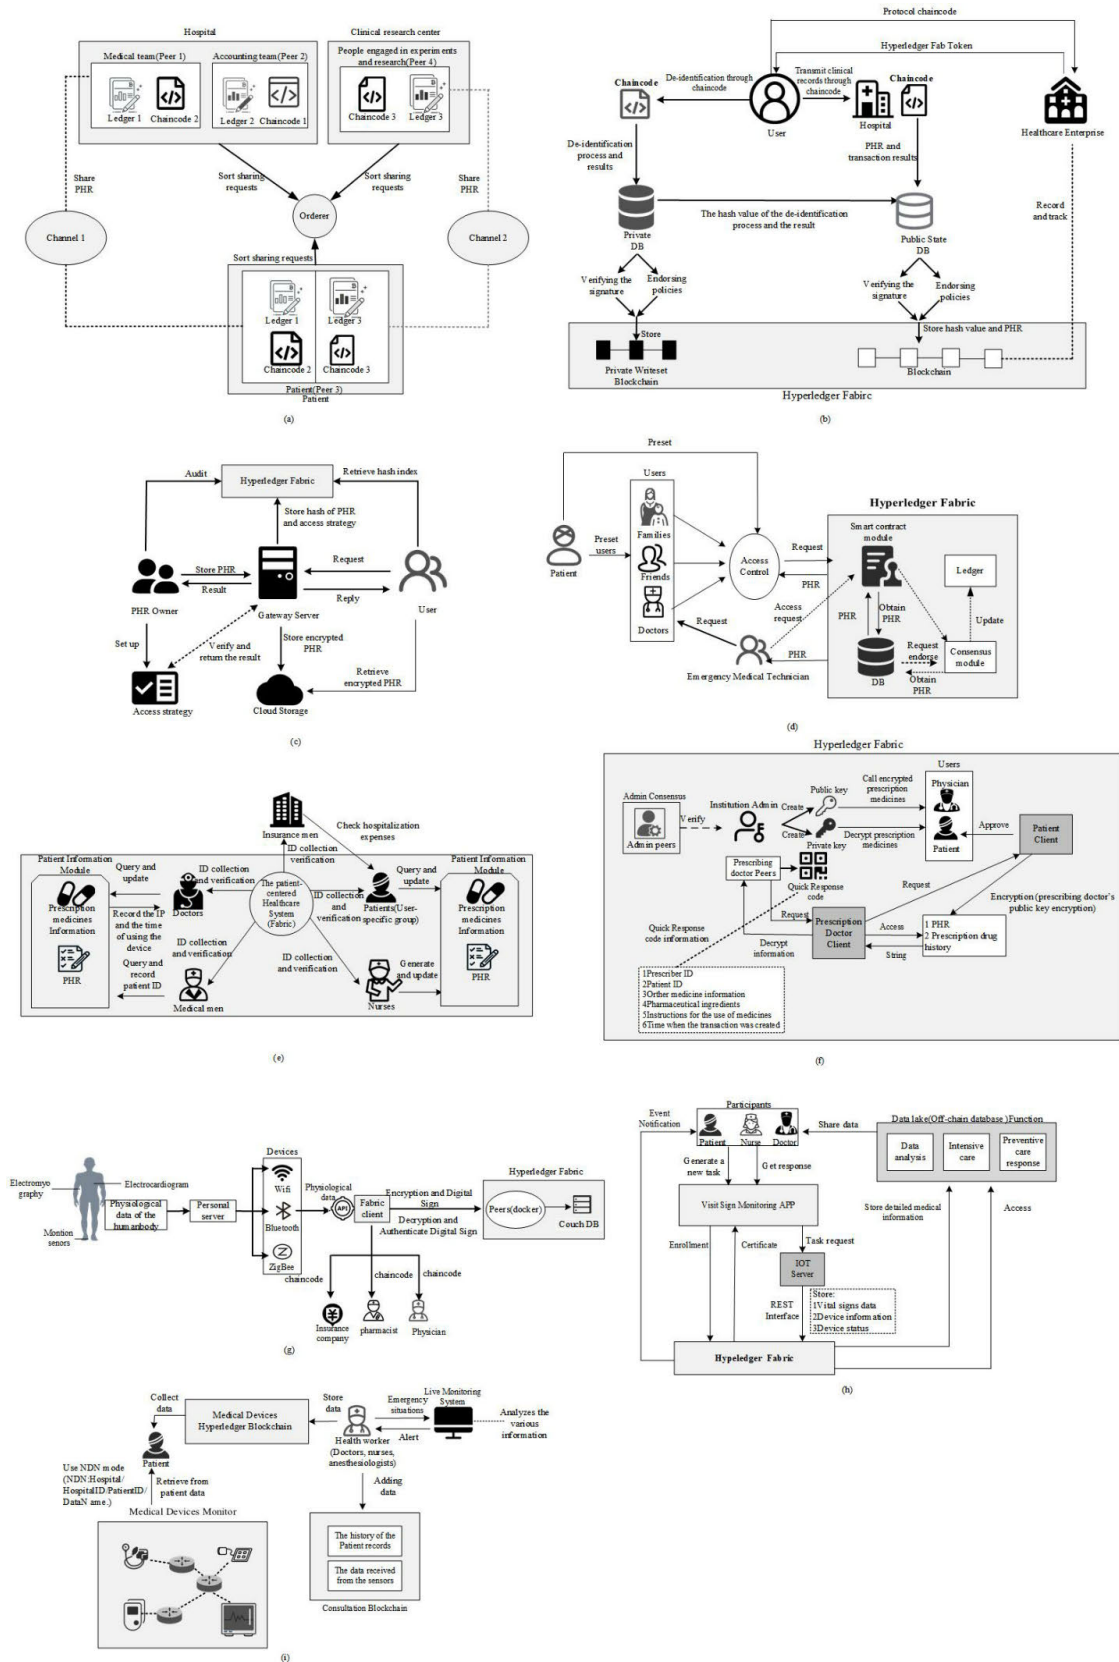 Hospital
Clinical research center
Medical team(Peer 1)
Accounting team(Peer 2)
People engaged in experiments
and research(Peer 4)
Ledger 1
Chaincode 2
Ledger 2
Chaincode 1
Chaincode 3
Ledger 3
Share
PHR
Sort sharing
requests
Sort sharing
requests
Share
PHR
Channel 1
Orderer
Channel 2
Sort sharing requests
Ledger 1
Ledger 3
Chaincode 2
Chaincode 3
Patient(Peer 3)
Patient
(a)
Protocol chaincode
Hyperledger Fab Token
Chaincode
De-identification through
chaincode
Transmit clinical
records through
chaincode
Chaincode
User
Hospital
Healthcare Enterprise
De-identification
process and
results
PHR and
transaction results
Record
and track
The hash value of the de-identification
process and the result
Private
DB
Public State
DB
Verifying the
signature
Endorsing
policies
Verifying the
signature
Endorsing
policies
Store
Store hash value and PHR
Private Writeset
Blockchain
Blockchain
Hyperledger Fabirc
(b)
Audit
Hyperledger Fabric
Retrieve hash index
Store hash of PHR
and access strategy
Store PHR
Result
Request
Reply
PHR Owner
Gateway Server
User
Set up
Verify and
return the result
Store encrypted
PHR
Retrieve
encrypted PHR
Access strategy
Cloud Storage
(c)
Preset
Users
Families
Friends
Doctors
Patient
Preset
users
Access
Control
Request
PHR
Hyperledger Fabric
Smart contract
module
Ledger
PHR
Obtain
PHR
Update
Request
endorse
Consensus
module
Obtain
PHR
DB
Request
Access
request
PHR
Emergency Medical Technician
(d)
Insurance men
Check hospitalization
expenses
ID collection
verification
Patient Information
Module
Query and
update
ID collection
and verification
Patient Information
Module
Query and
update
Prescription
medicines
Information
Doctors
The patient-
centered
Healthcare
System
(Fabric)
ID collection
and verification
Patients(User-
specific group)
Prescription
medicines
Information
Record the IP
and the time
of using the
device
ID collection
and verification
ID collection
and verification
PHR
Query and
record
patient ID
Medical men
Nurses
Generate
and update
PHR
(e)
Hyperledger Fabric
Admin Consensus
Admin peers
Verify
Institution Admin
Create
Create
Public key
Private key
Call encrypted
prescription
medicines
Decrypt prescription
medicines
Users
Physician
Patient
Approve
Patient
Client
Prescribing
doctor Peers
Quick Response
code
Request
Request
Encryption (prescribing doctor's
public key encryption)
Quick Response
code information
Decrypt
information
Prescription
Doctor
Client
Access
String
1 PHR
2 Prescription drug
history
1Prescriber ID
2Patient ID
3Orther medicine information
4Pharmaceutical ingredients
5Instructions for the use of medicines
6Time when the transaction was created
(f)
Electromyo
graphy
Electrocardiogram
Physiological
data of the
humanbody
Montion
senors
Personal
server
Devices
Wifi
Bluetooth
ZigBee
Physiological
data
API
Fabric
client
Encryption and Digital
Sign
Decryption and
Authenticate Digital Sign
Hyperledger Fabric
Peers(docker)
Couch DB
chaincode
chaincode
chaincode
Insurance
company
pharmacist
Physician
(g)
Participants
Patient
Nurse
Doctor
Event
Notification
Share data
Data lake(Off-chain database )Function
Data
analysis
Intensive
care
Preventive
care
response
Generate a
new task
Get response
Visit Sign Monitoring APP
Store detailed medical
information
Access
Enrollment
Certificate
Task request
IOT
Server
REST
Interface
Store:
1Vital signs data
2Device information
3Device status
Hypeledger Fabric
(h)
Collect
data
Medical Devices
Hyperledger Blockchain
Store
data
Emergency
situations
Live Monitoring
System
Analyzes the
various
information
Alert
Patient
Health worker
(Doctors, nurses,
anesthesiologists)
Use NDN mode
(NDN:Hospital/
HospitalID/PatientID/
DataN ame.)
Retrieve from
patient data
Adding
data
Medical Devices Monitor
The history of the
Patient records
The data received
from the sensors
Consultation Blockchain
(i)